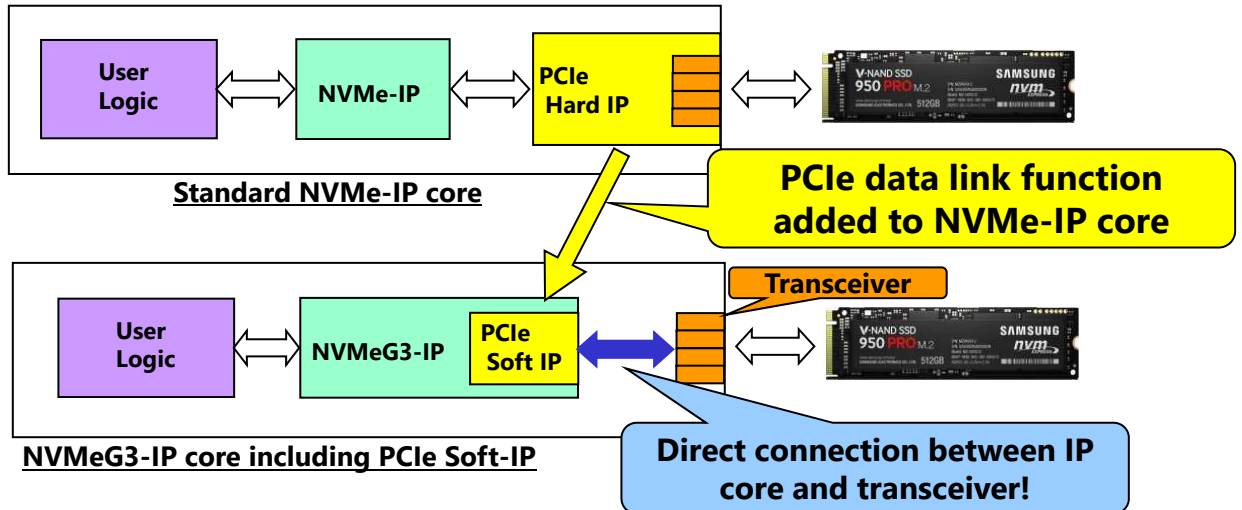 User
Logic
NVMe-IP
PCIe
Hard IP
V-NAND SSD
950 PRO M.2
512GB
SAMSUNG
nvm
EXPRESS
Standard NVMe-IP core
PCIe data link function
added to NVMe-IP core
Transceiver
User
Logic
NVMeG3-IP
PCIe
Soft IP
V-NAND SSD
950 PRO M.2
512GB
SAMSUNG
nvm
EXPRESS
NVMeG3-IP core including PCIe Soft-IP
Direct connection between IP
core and transceiver!